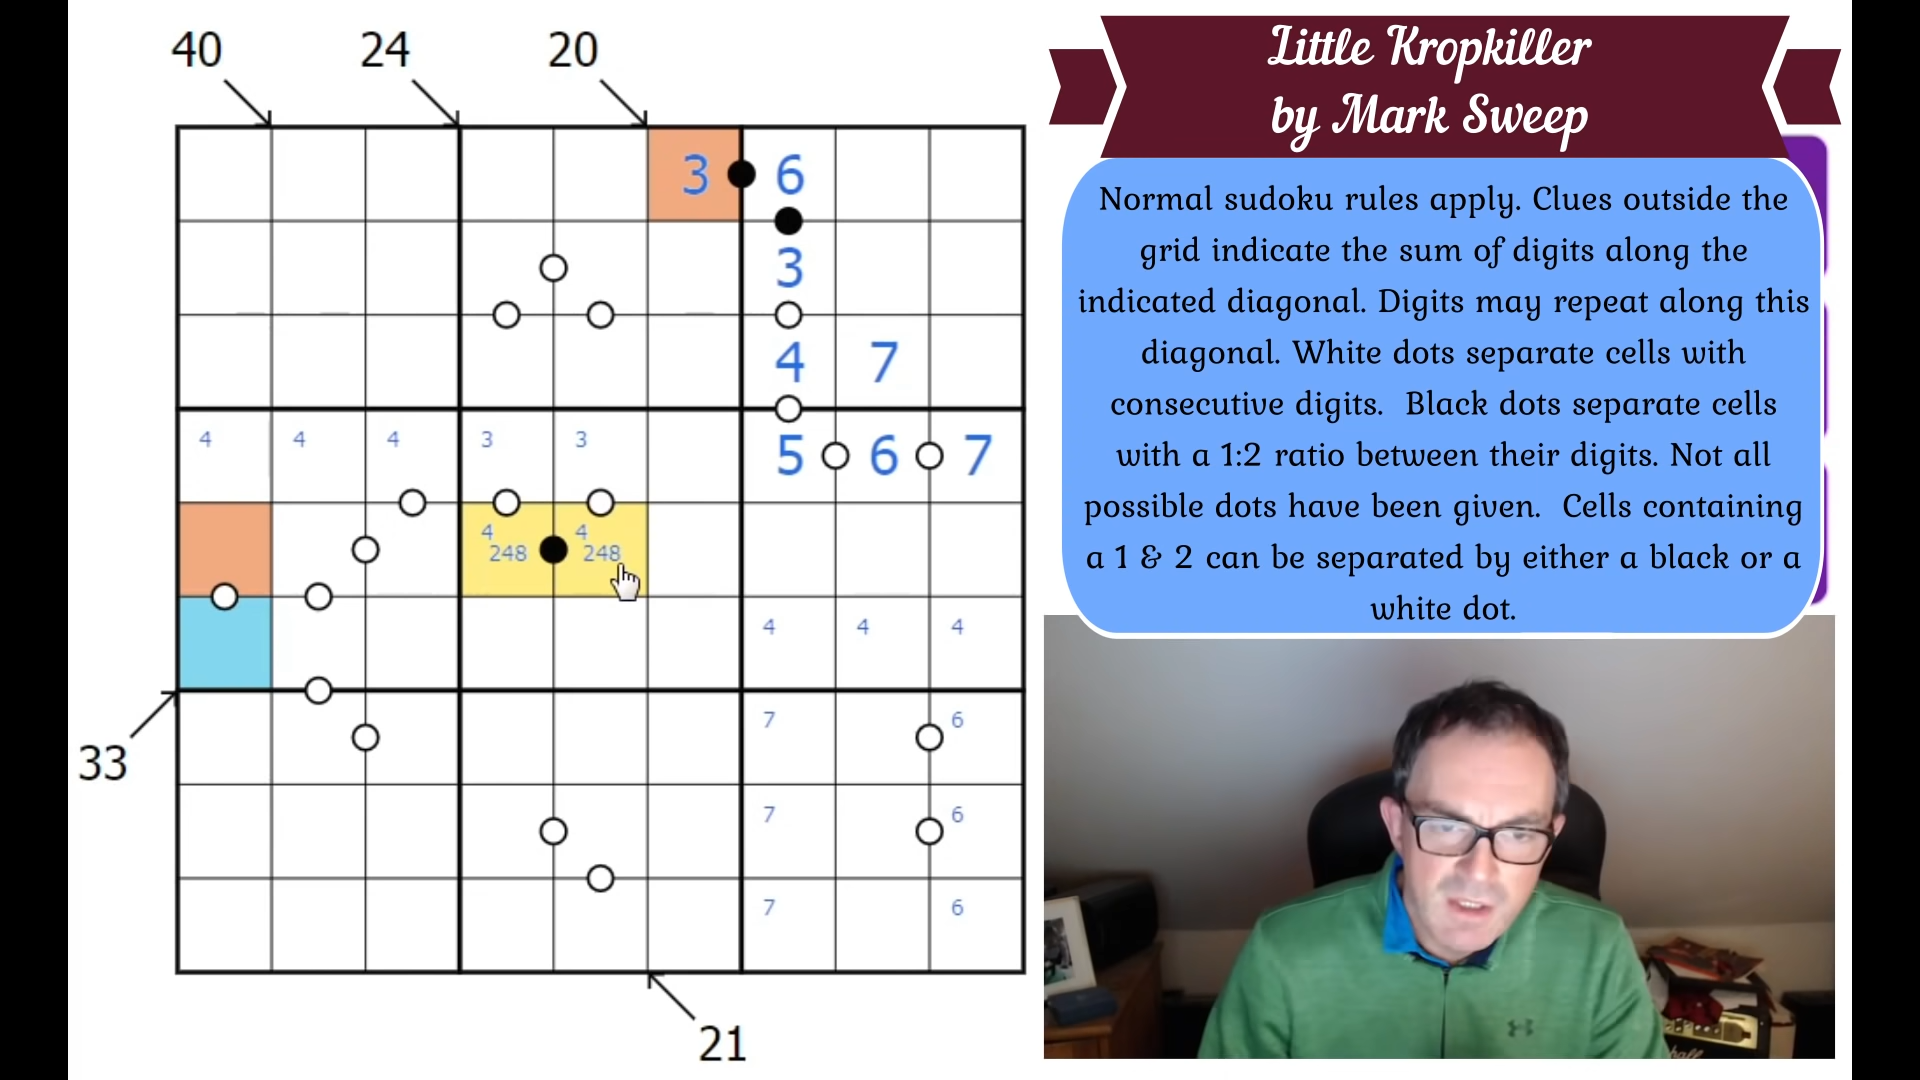 40 24 20
Little Kropkiller
by Mark Sweep
3 6
3
4 7
4 4 4 3 3 5 6 7
4 4
248 248
4 4 4
7 6
7 6
7 6
33
21
Normal sudoku rules apply. Clues outside the
grid indicate the sum of digits along the
indicated diagonal. Digits may repeat along this
diagonal. White dots separate cells with
consecutive digits. Black dots separate cells
with a 1:2 ratio between their digits. Not all
possible dots have been given. Cells containing
a 1 & 2 can be separated by either a black or a
white dot.